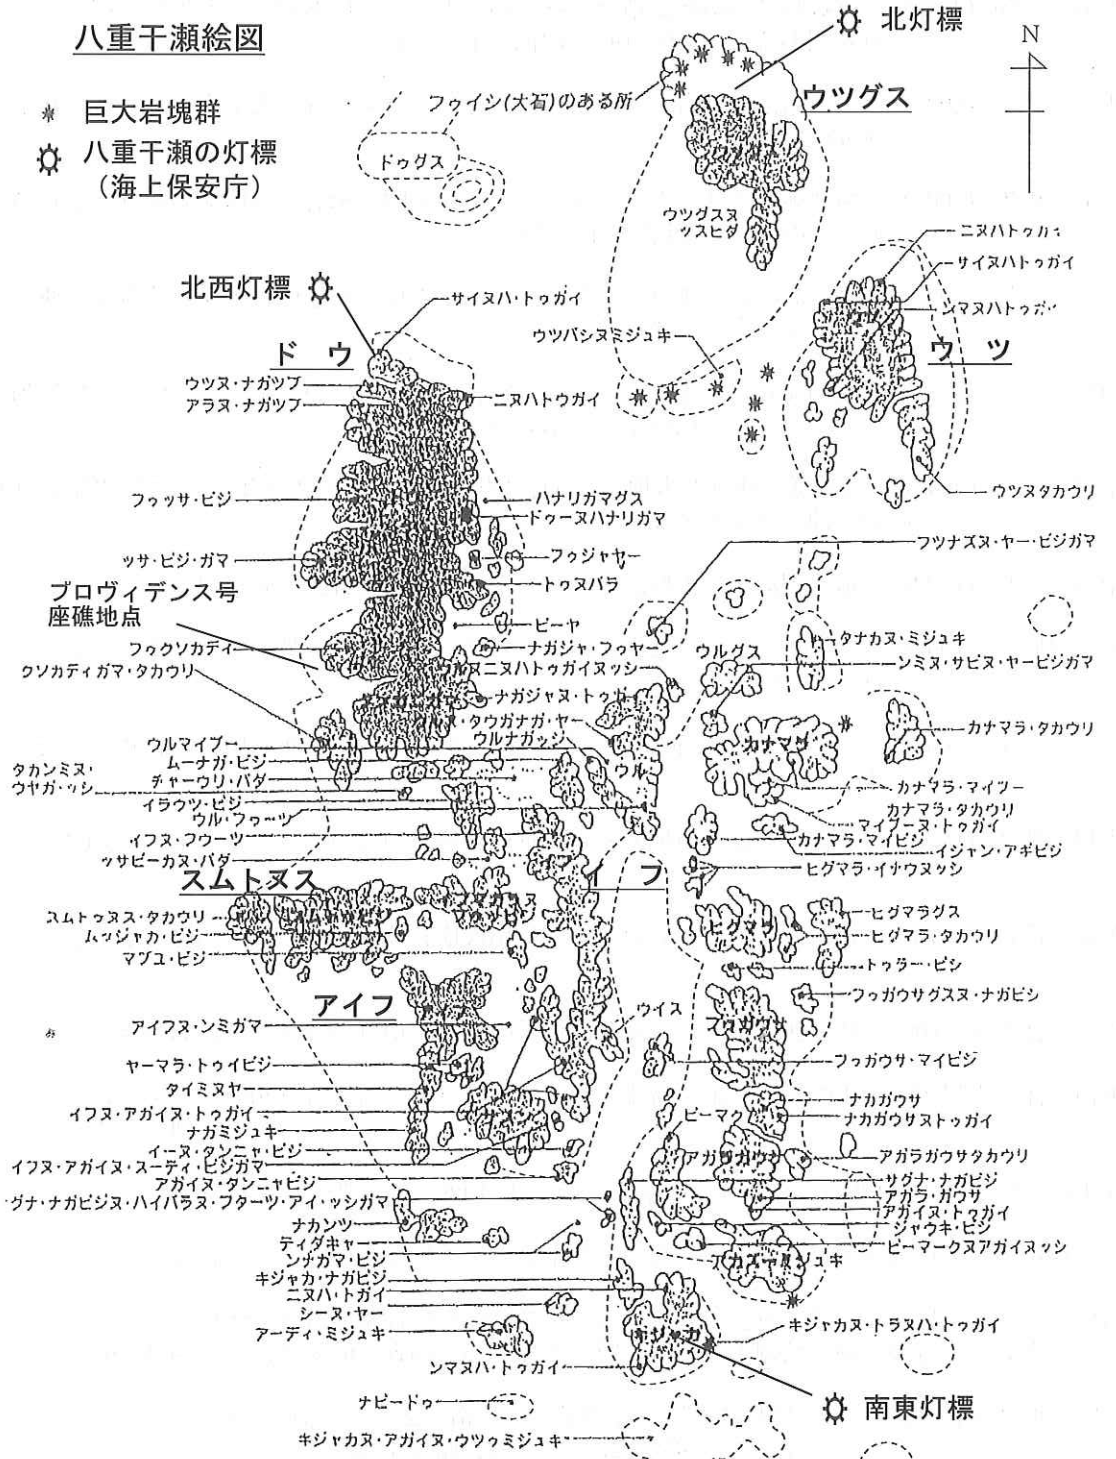 八重干瀬絵図
巨大岩塊群
八重干瀬の灯標
(海上保安庁)
北灯標
N
フゥイシ(大石)のある所
ウツグス
ドゥグス
ウツグスヌ
ッスヒダ
サイヌハトゥガイ
北西灯標
サイヌハ・トゥガイ
ウツバシヌミジュキ
ウツ
ドウ
ウツヌ・ナガツブ
アラヌ・ナガツブ
ニヌハトウガイ
ウツヌタカウリ
フゥッサ・ビジ
ハナリガマグス
ドゥーヌハナリガマ
フツナズヌ・ヤー・ビジガマ
ッサ・ビジ・ガマ
フゥジャヤー
トゥヌバラ
プロヴィデンス号
座礁地点
ピーヤ
フゥクソカディ
ナガジャ・フゥヤー
クソカディガマ・タカウリ
ウルグス
タナカヌ・ミジュキ
ンミヌ・サビヌ・ヤービジガマ
ウルナガッジ
カナマラ・タカウリ
カナマラ
ウル
ウルマイブー
ムーナガ・ビジ
チャーウリ・バダ
タカンミヌ・
ウヤガ・ッシ
イラウツ・ビジ
ウル・フゥーツ
カナマラ・タカウリ
マイブーヌ・トゥガイ
カナマラ・マイビジ
イジャン・アギビジ
イフヌ・フウーツ
ッサビーカヌ・バダ
ヒグマラ・イナウヌッシ
スムトヌス
イフ
スムトゥヌス・タカウリ
ムッジャカ・ビジ
マヅユ・ビジ
ヒグマラ
ヒグマラグス
ヒグマラ・タカウリ
トゥラー・ビシ
アイフ
フゥガウサグスヌ・ナガビシ
フゥガウサ
ウイス
アイフヌ・ンミガマ
フゥガウサ・マイビジ
ヤーマラ・トゥイビジ
タイミヌヤー
イフヌ・アガイヌ・トゥガイ
ナガミジュキ
ナカガウサ
ナカガウサヌトゥガイ
ビーマク
イーヌ・タンニャ・ビジ
イフヌ・アガイヌ・スーティ・ビジガマ
アガイヌ・タンニャビジ
アガラガウサ
アガラガウサタカウリ
サグナ・ナガビジ
アガラ・ガウサ
アガイヌ・トゥガイ
グナ・ナガビジヌ・ハイバラヌ・フターツ・アイ・ッシガマ
ナカンツ
ジャウキ・ビシ
ビーマークヌアガイヌッシ
ティダキャー
ンナカマ・ビジ
キジャカ・ナガビジ
ニヌハ・トガイ
シーヌ・ヤー
アーディ・ミジュキ
キジャカ
キジャカヌ・トラヌハ・トゥガイ
ンマヌハ・トゥガイ
ナビードゥ
南東灯標
キジャカヌ・アガイヌ・ウツゥミジュキ